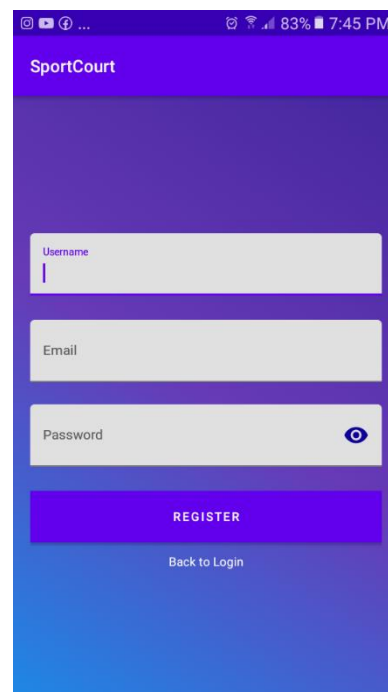 ... 83% 7:45 PM
SportCourt
Username
Email
Password
REGISTER
Back to Login